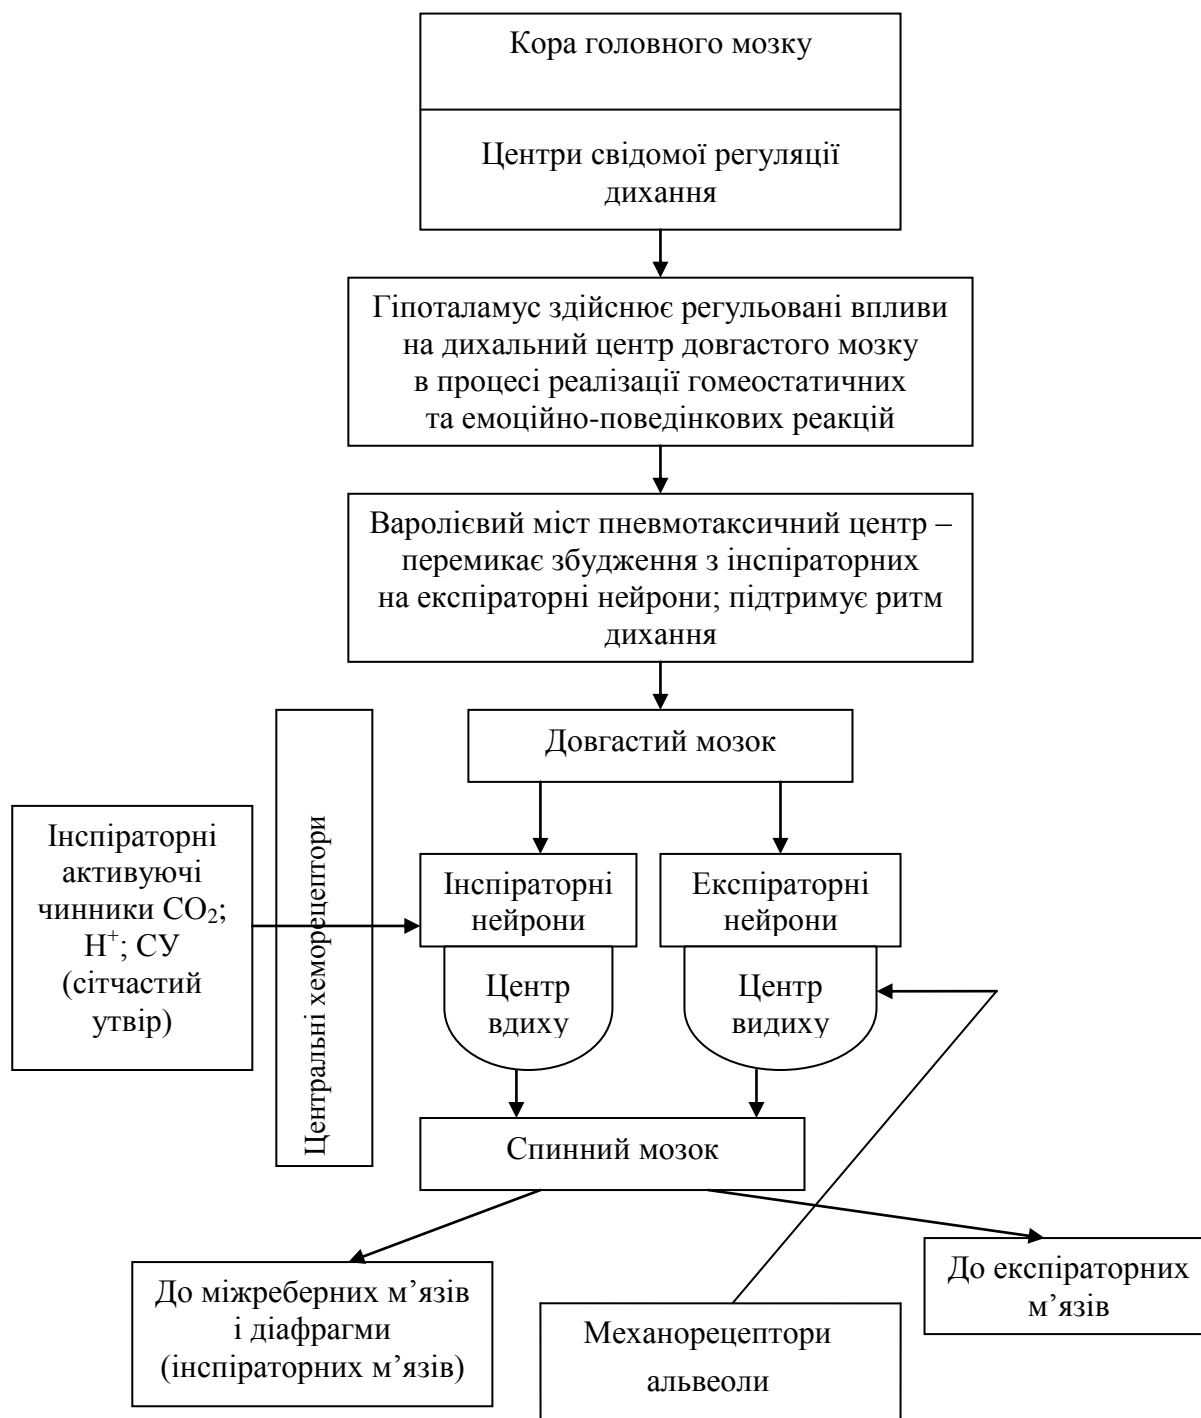 Кора головного мозку
Центри свідомої регуляції
дихання
Гіпоталамус здійснює регульовані впливи
на дихальний центр довгастого мозку
в процесі реалізації гомеостатичних
та емоційно-поведінкових реакцій
Варолієвий міст пневмотаксичний центр –
перемикає збудження з інспіраторних
на експіраторні нейрони; підтримує ритм
дихання
Довгастий мозок
Інспіраторні
активуючі
чинники CO₂;
H⁺; СУ
(сітчастий
утвір)
Центральні хеморецептори
Інспіраторні
нейрони
Експіраторні
нейрони
Центр
вдиху
Центр
видиху
Спинний мозок
До міжреберних м’язів
і діафрагми
(інспіраторних м’язів)
Механорецептори
альвеоли
До експіраторних
м’язів